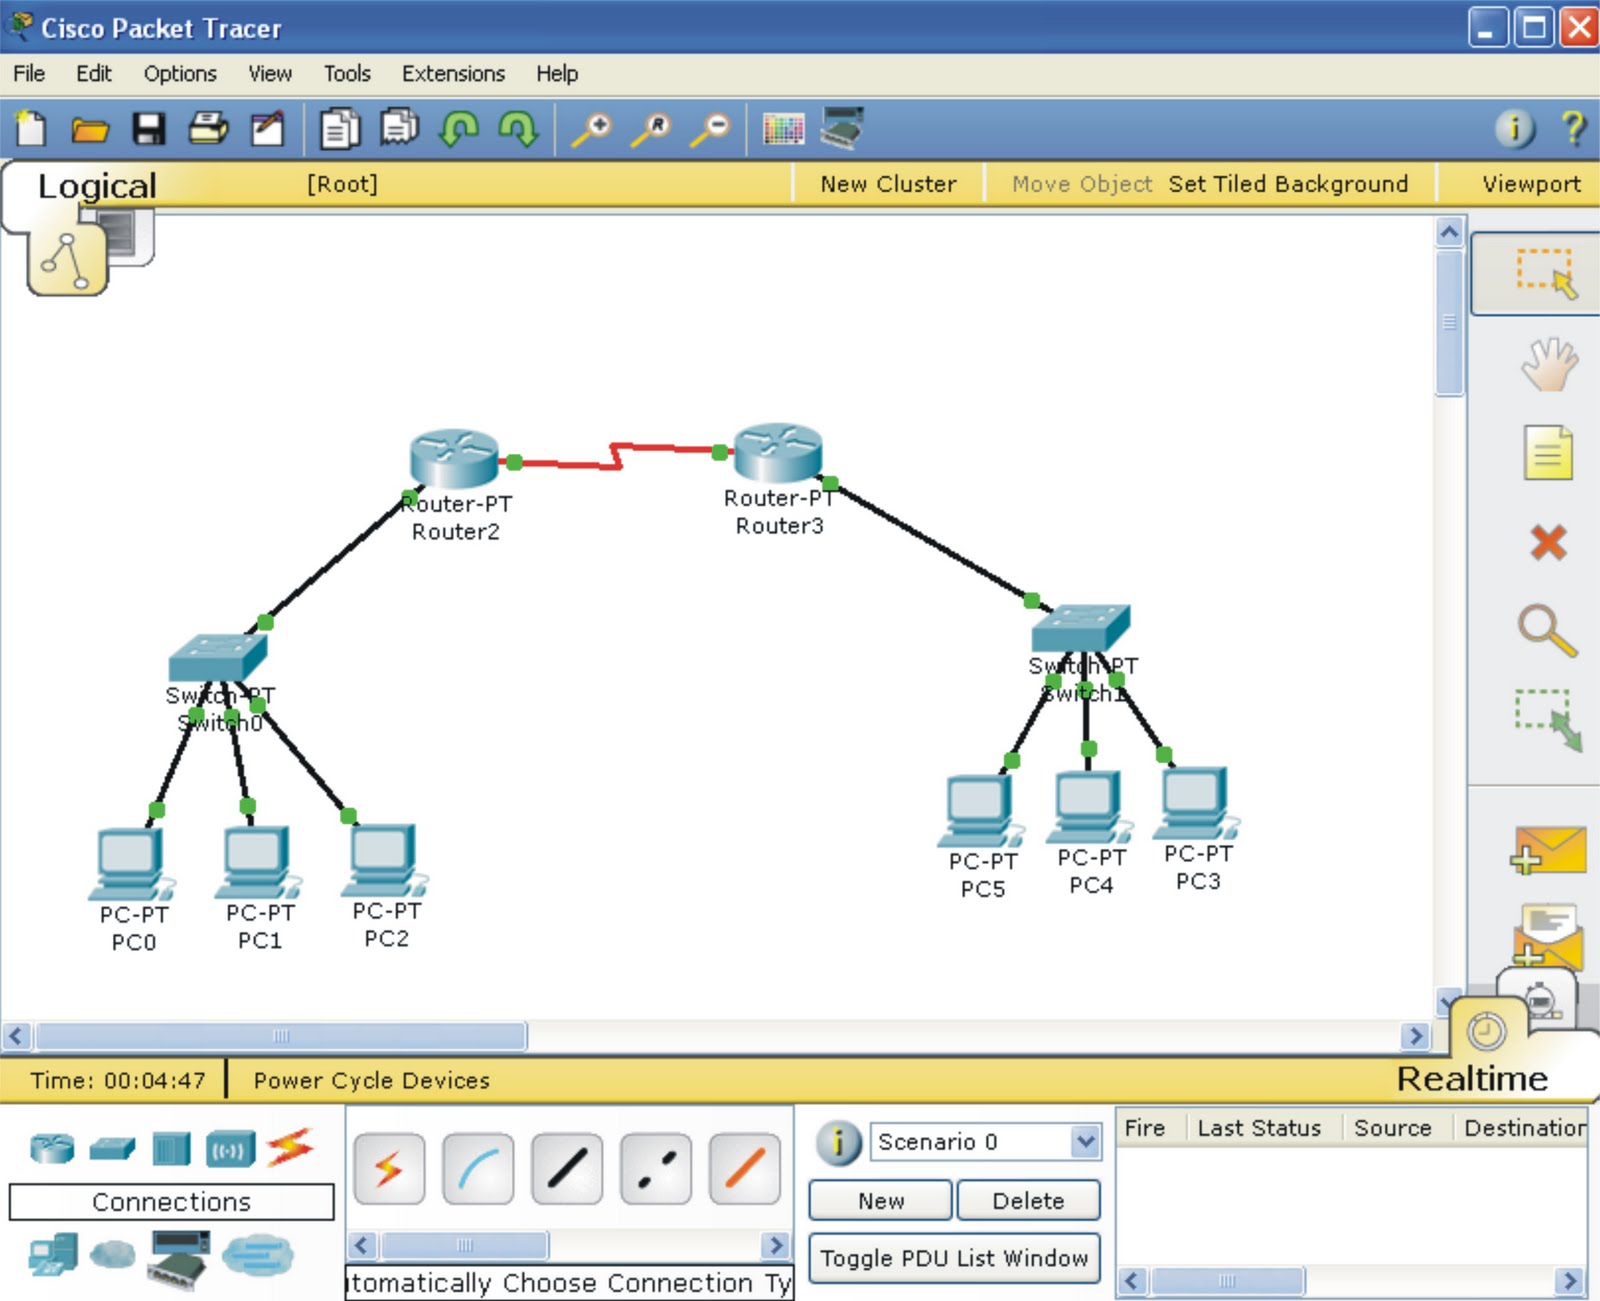 Cisco Packet Tracer
File Edit Options View Tools Extensions Help
Logical [Root] New Cluster Move Object Set Tiled Background Viewport
Router-PT
Router2
Router-PT
Router3
Switch-PT
Switch0
Switch-PT
Switch1
PC-PT
PC0
PC-PT
PC1
PC-PT
PC2
PC-PT
PC5
PC-PT
PC4
PC-PT
PC3
Time: 00:04:47 Power Cycle Devices Realtime
Connections
utomatically Choose Connection Ty
Scenario 0
New Delete
Toggle PDU List Window
Fire Last Status Source Destination